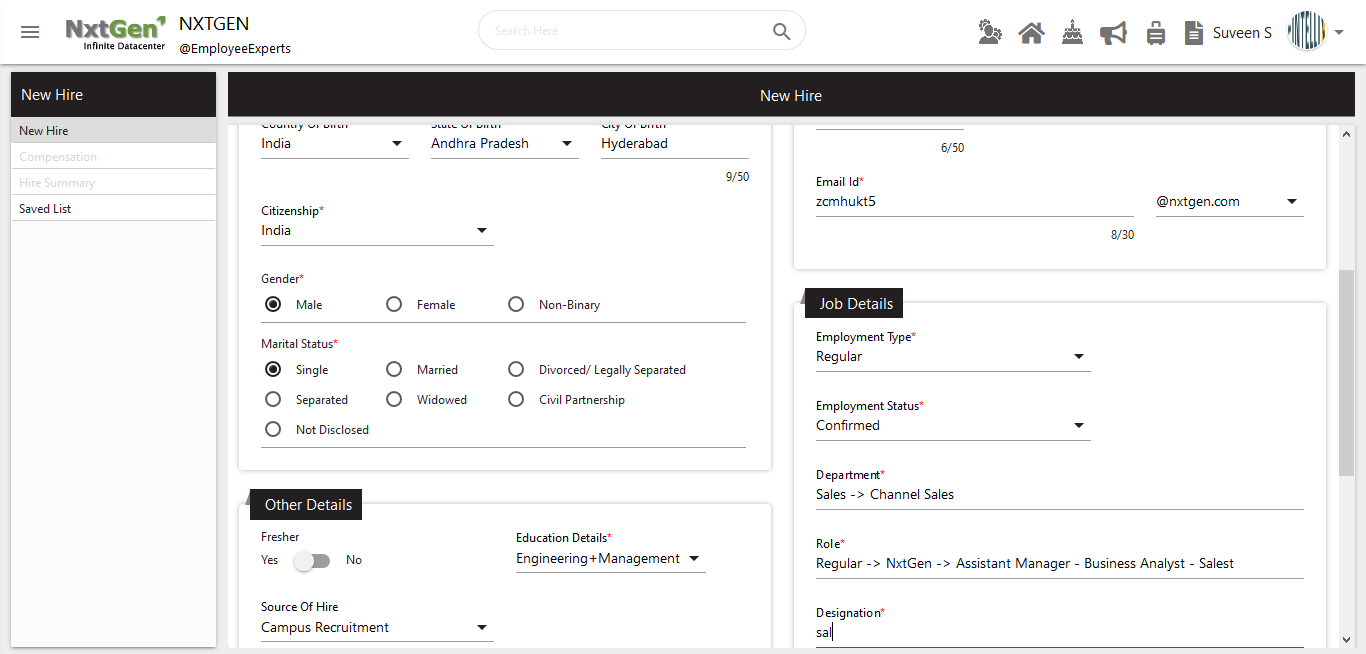 NxtGen
Infinite Datacenter
NXTGEN
@EmployeeExperts
Search Here
Suveen S
INTELI
New Hire
New Hire
Compensation
Hire Summary
Saved List
New Hire
Country Of Birth
State Of Birth
City Of Birth
India
Andhra Pradesh
Hyderabad
9/50
Citizenship*
India
Gender*
Male
Female
Non-Binary
Marital Status*
Single
Married
Divorced/ Legally Separated
Separated
Widowed
Civil Partnership
Not Disclosed
Other Details
Fresher
Yes
No
Education Details*
Engineering+Management
Source Of Hire
Campus Recruitment
6/50
Email Id*
zcmhukt5
@nxtgen.com
8/30
Job Details
Employment Type*
Regular
Employment Status*
Confirmed
Department*
Sales -> Channel Sales
Role*
Regular -> NxtGen -> Assistant Manager - Business Analyst - Salest
Designation*
sal